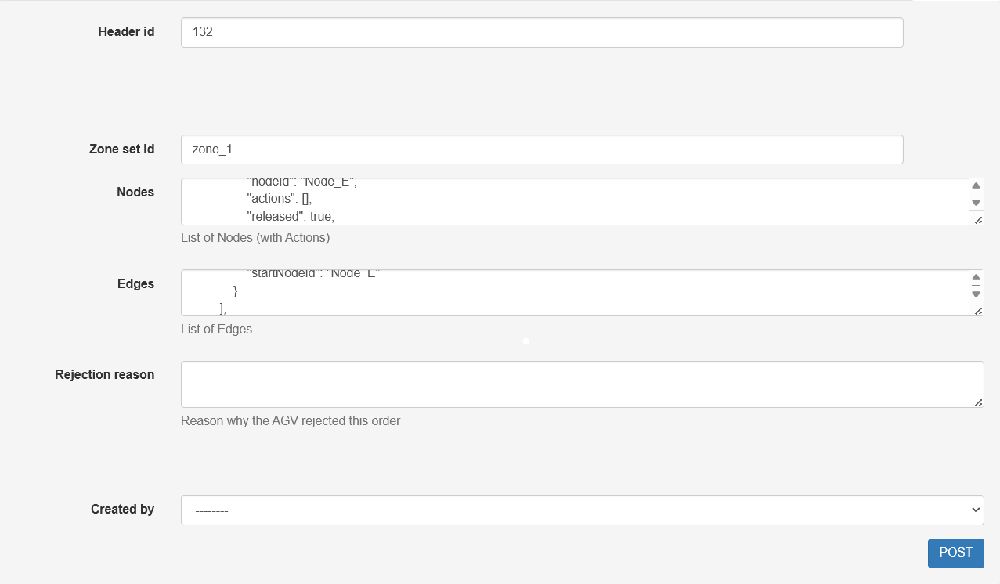 Header id
132
Zone set id
zone_1
Nodes
"nodeId": "Node_E",
"actions": [],
"released": true,
List of Nodes (with Actions)
Edges
"startNodeId": "Node_E"
}
],
List of Edges
Rejection reason
Reason why the AGV rejected this order
Created by
--------
POST